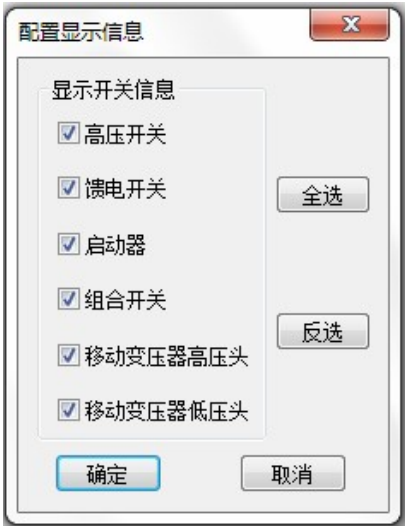 配置显示信息
显示开关信息
高压开关
馈电开关
全选
启动器
组合开关
反选
移动变压器高压头
移动变压器低压头
确定
取消